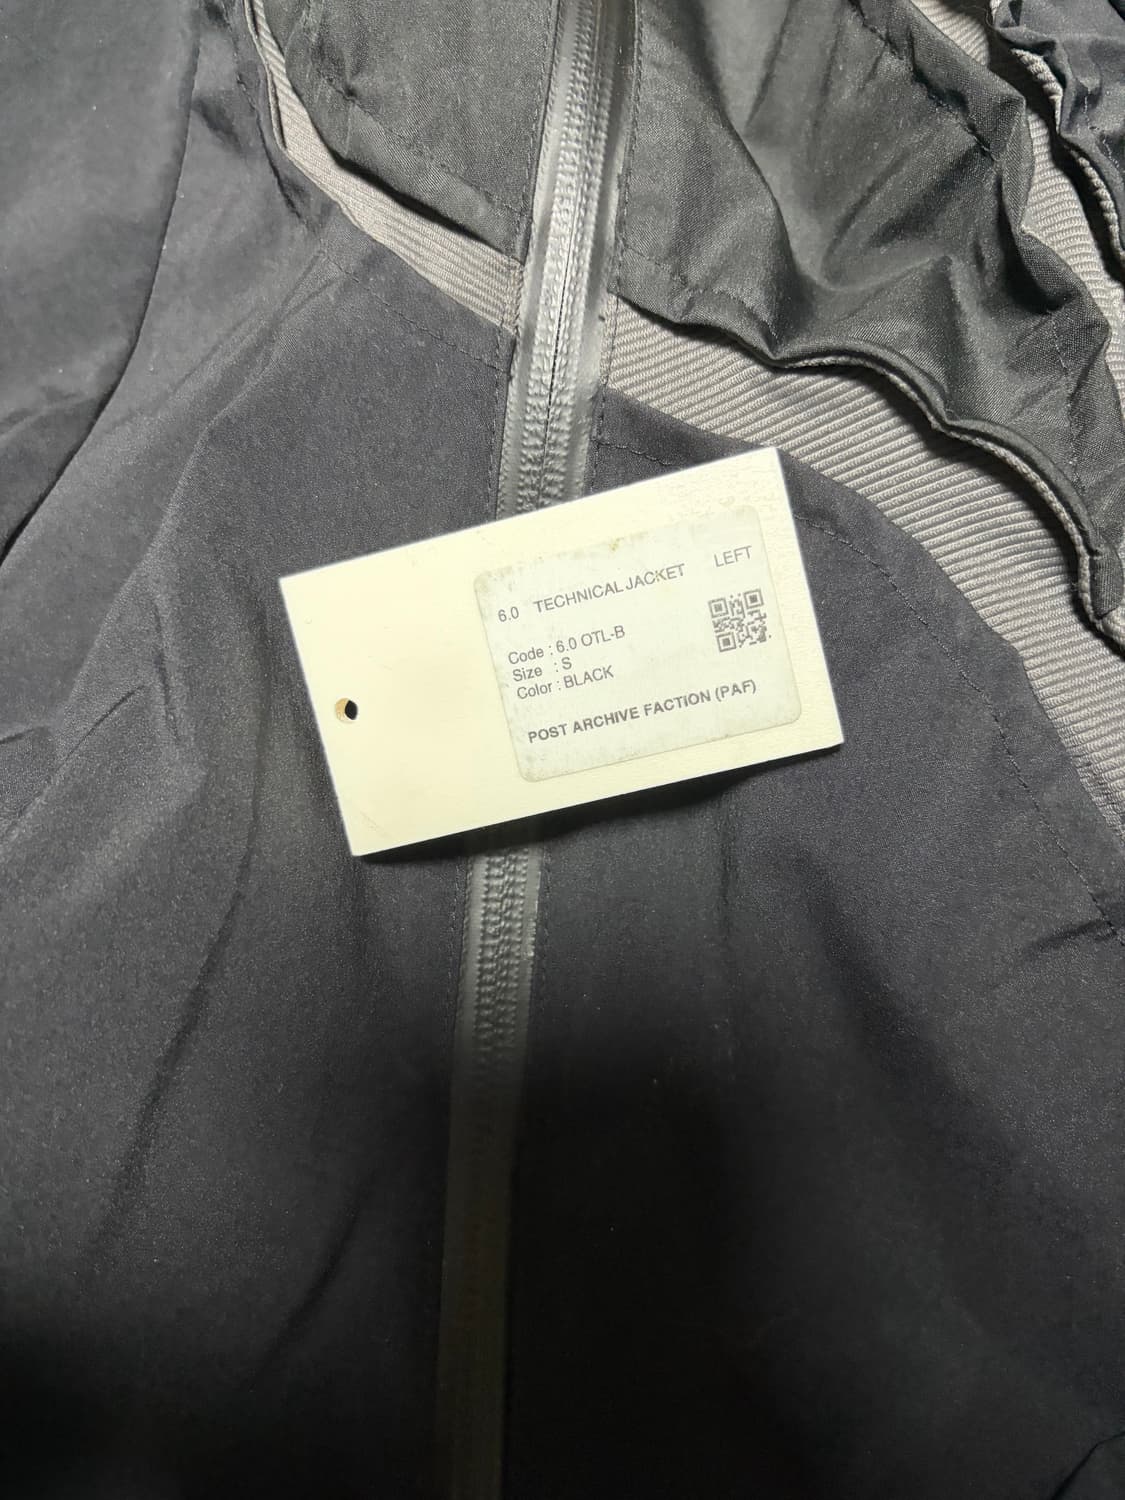 6.0 TECHNICAL JACKET LEFT
Code : 6.0 OTL-B
Size : S
Color : BLACK
POST ARCHIVE FACTION (PAF)